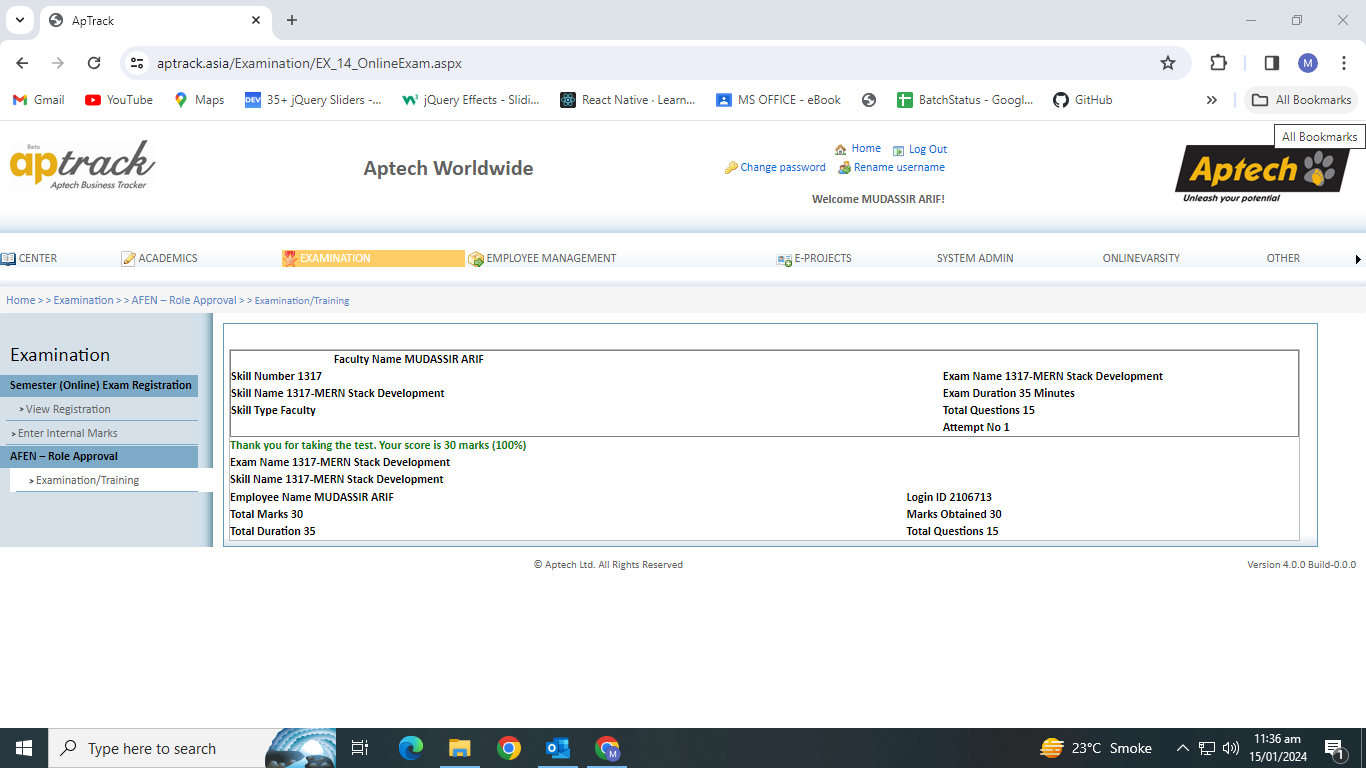 ApTrack
aptrack.asia/Examination/EX_14_OnlineExam.aspx
M
Gmail
YouTube
Maps
DEV
35+ jQuery Sliders -...
jQuery Effects - Slidi...
React Native · Learn...
MS OFFICE - eBook
BatchStatus - Googl...
GitHub
»
All Bookmarks
All Bookmarks
Beta
aptrack
Aptech Business Tracker
Aptech Worldwide
Home
Log Out
Change password
Rename username
Welcome MUDASSIR ARIF!
Aptech
Unleash your potential
CENTER
ACADEMICS
EXAMINATION
EMPLOYEE MANAGEMENT
E-PROJECTS
SYSTEM ADMIN
ONLINEVARSITY
OTHER
Home > > Examination > > AFEN – Role Approval > > Examination/Training
Examination
Semester (Online) Exam Registration
> View Registration
> Enter Internal Marks
AFEN – Role Approval
> Examination/Training
Faculty Name MUDASSIR ARIF
Skill Number 1317
Exam Name 1317-MERN Stack Development
Skill Name 1317-MERN Stack Development
Exam Duration 35 Minutes
Skill Type Faculty
Total Questions 15
Attempt No 1
Thank you for taking the test. Your score is 30 marks (100%)
Exam Name 1317-MERN Stack Development
Skill Name 1317-MERN Stack Development
Employee Name MUDASSIR ARIF
Login ID 2106713
Total Marks 30
Marks Obtained 30
Total Duration 35
Total Questions 15
© Aptech Ltd. All Rights Reserved
Version 4.0.0 Build-0.0.0
Type here to search
M
23°C Smoke
11:36 am
15/01/2024
1